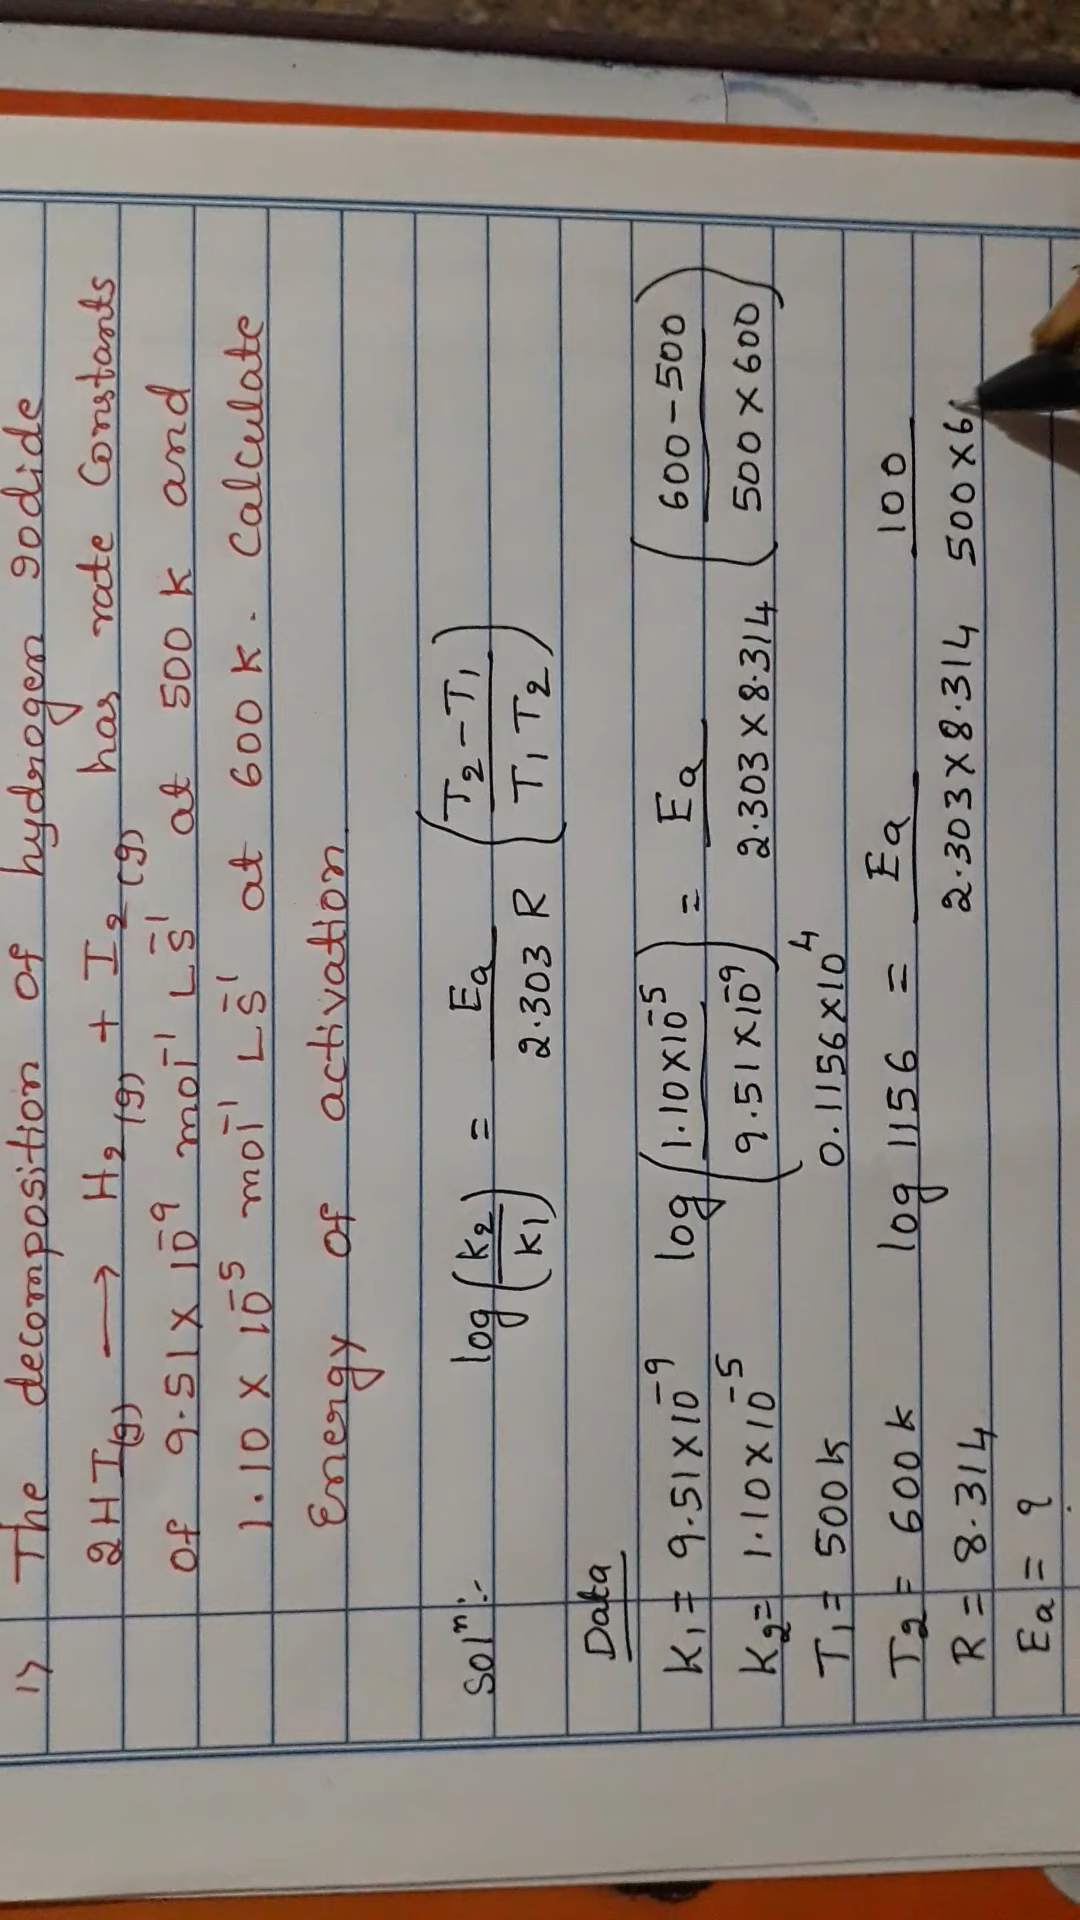 1) The decomposition of hydrogen Iodide
2HI(g) ⟶ H₂(g) + I₂(g) has rate constants
of 9.51 X 10⁻⁹ mol⁻¹ L S⁻¹ at 500 K and
1.10 X 10⁻⁵ mol⁻¹ L S⁻¹ at 600 K. Calculate
Energy of activation
Solⁿ:- log (K₂/K₁) = Ea/2.303 R (T₂ - T₁/T₁ T₂)
Data
K₁ = 9.51 X 10⁻⁹ log (1.10 X 10⁻⁵/9.51 X 10⁻⁹) = Ea/2.303 X 8.314 (600 - 500/500 X 600)
K₂ = 1.10 X 10⁻⁵
T₁ = 500 K 0.1156 X 10⁴
T₂ = 600 K log 1156 = Ea/2.303 X 8.314 100/500 X 6
R = 8.314
Ea = ?